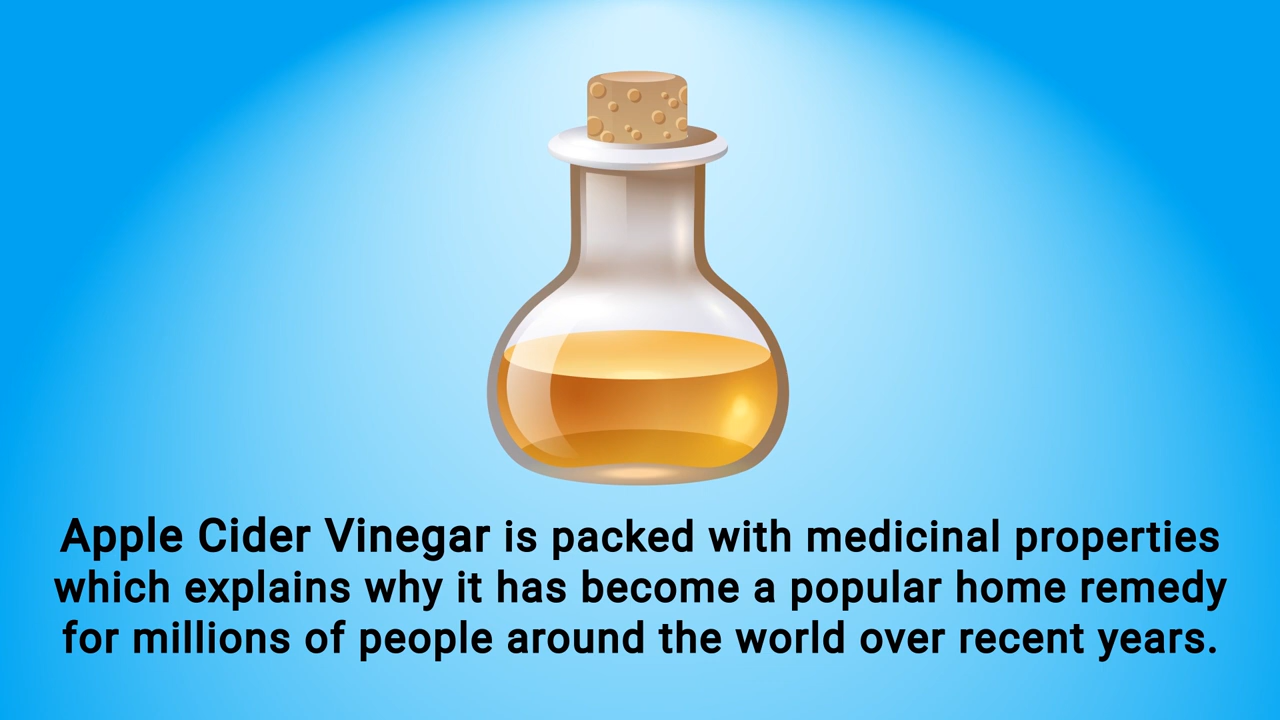 Apple Cider Vinegar is packed with medicinal properties
which explains why it has become a popular home remedy
for millions of people around the world over recent years.